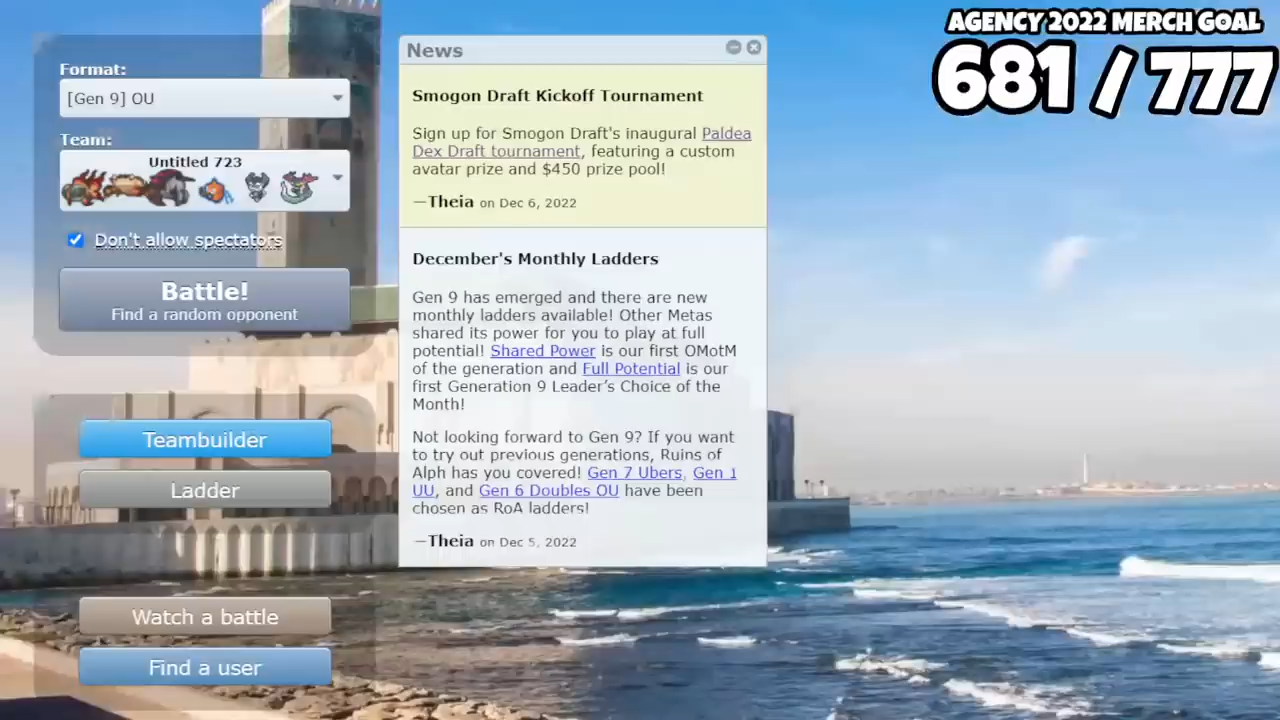 AGENCY 2022 MERCH GOAL
681 / 777
Format:
[Gen 9] OU
Team:
Untitled 723
Don't allow spectators
Battle!
Find a random opponent
Teambuilder
Ladder
Watch a battle
Find a user
News
Smogon Draft Kickoff Tournament
Sign up for Smogon Draft's inaugural Paldea
Dex Draft tournament, featuring a custom
avatar prize and $450 prize pool!
—Theia on Dec 6, 2022
December's Monthly Ladders
Gen 9 has emerged and there are new
monthly ladders available! Other Metas
shared its power for you to play at full
potential! Shared Power is our first OMotM
of the generation and Full Potential is our
first Generation 9 Leader’s Choice of the
Month!
Not looking forward to Gen 9? If you want
to try out previous generations, Ruins of
Alph has you covered! Gen 7 Ubers, Gen 1
UU, and Gen 6 Doubles OU have been
chosen as RoA ladders!
—Theia on Dec 5, 2022